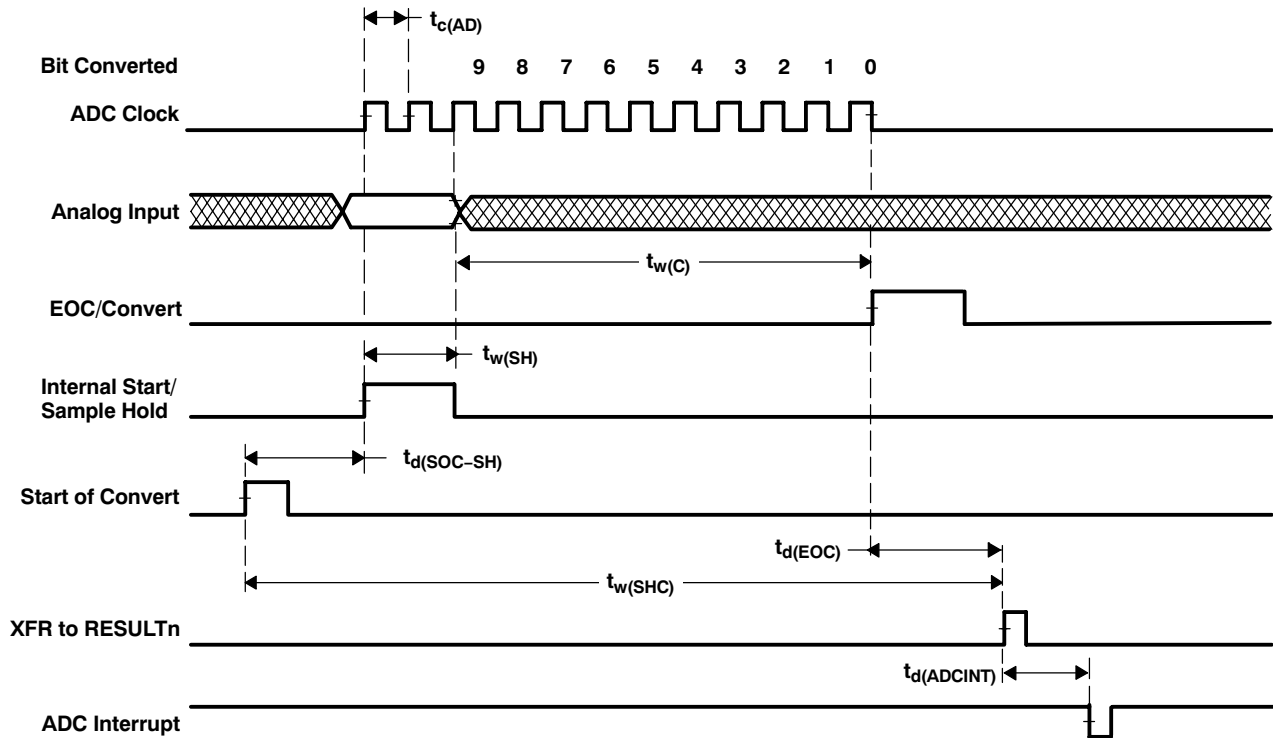 tc(AD)
Bit Converted
9 8 7 6 5 4 3 2 1 0
ADC Clock
Analog Input
tw(C)
EOC/Convert
tw(SH)
Internal Start/
Sample Hold
td(SOC–SH)
Start of Convert
td(EOC)
tw(SHC)
XFR to RESULTn
td(ADCINT)
ADC Interrupt